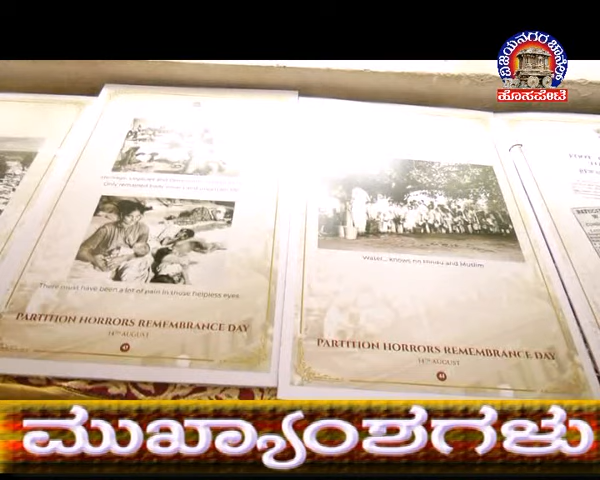 ವಿಜಯನಗರ ಚಾನೆಲ್
ಹೊಸಪೇಟೆ
There must have been a lot of pain in those helpless eyes
PARTITION HORRORS REMEMBRANCE DAY
14TH AUGUST
Water... knows no Hindu and Muslim
PARTITION HORRORS REMEMBRANCE DAY
14TH AUGUST
ಮುಖ್ಯಾಂಶಗಳು